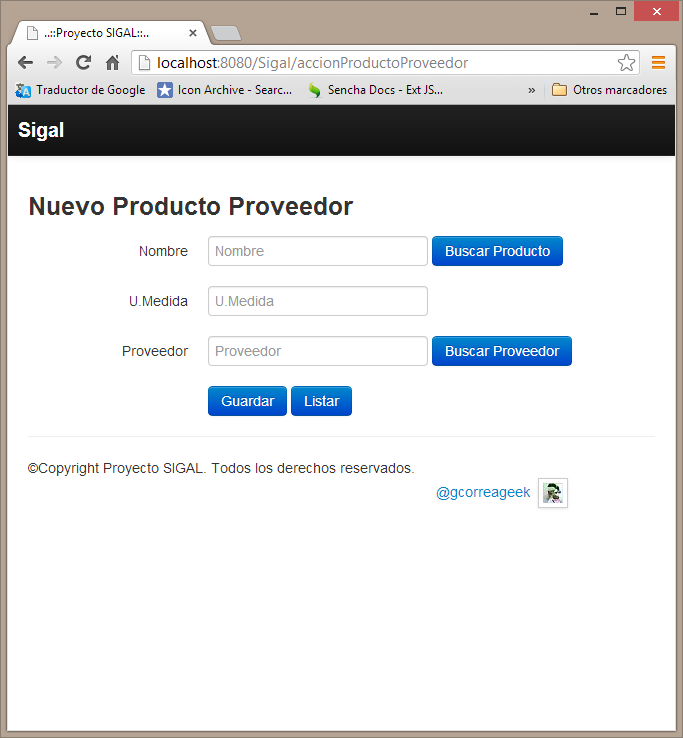 ..::Proyecto SIGAL::..
localhost:8080/Sigal/accionProductoProveedor
Traductor de Google Icon Archive - Searc... Sencha Docs - Ext JS... » Otros marcadores
Sigal
Nuevo Producto Proveedor
Nombre Nombre Buscar Producto
U.Medida U.Medida
Proveedor Proveedor Buscar Proveedor
Guardar Listar
©Copyright Proyecto SIGAL. Todos los derechos reservados.
@gcorreageek